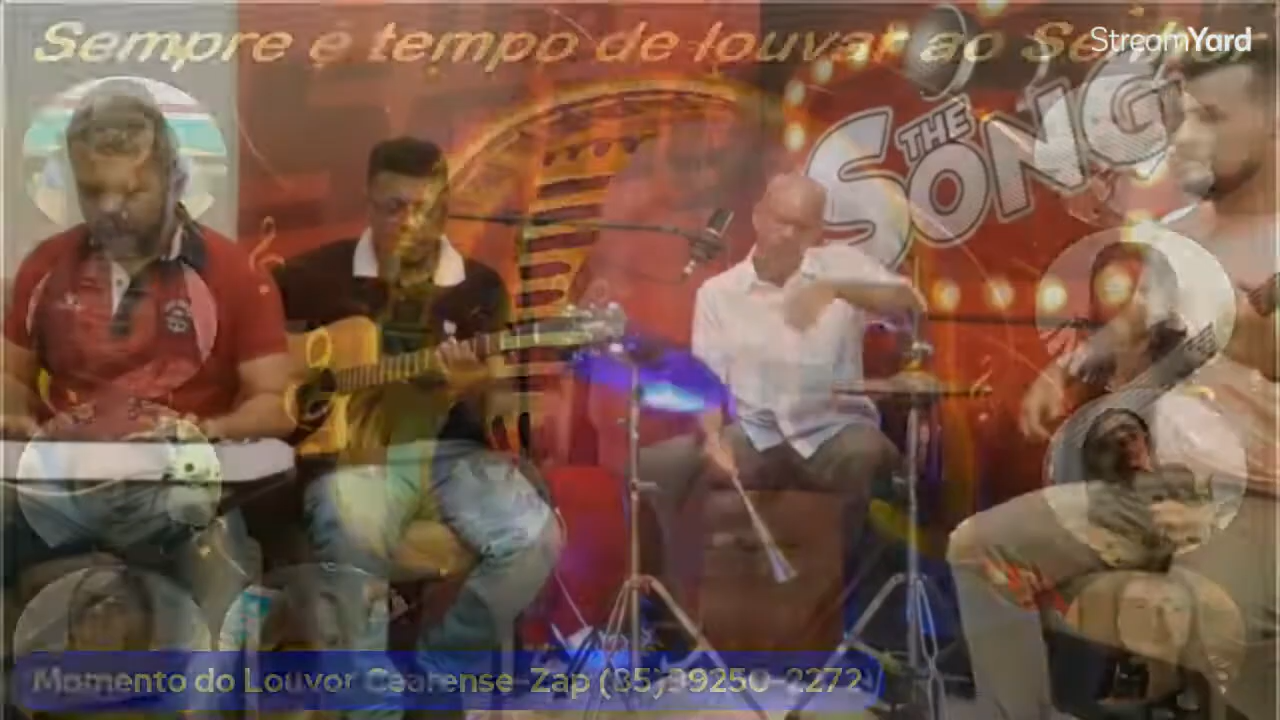 Sempre é tempo de louvar ao Senhor
StreamYard
THE
SONG
Momento do Louvor Cearense- Zap (85)99250-2272